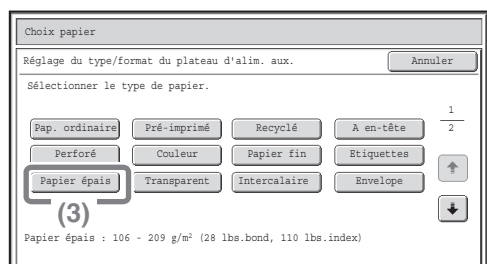 Choix papier
Réglage du type/format du plateau d'alim. aux.
Annuler
Sélectionner le type de papier.
1
2
Pap. ordinaire
Pré-imprimé
Recyclé
A en-tête
Perforé
Couleur
Papier fin
Etiquettes
Papier épais
Transparent
Intercalaire
Envelope
(3)
Papier épais : 106 - 209 g/m² (28 lbs.bond, 110 lbs.index)